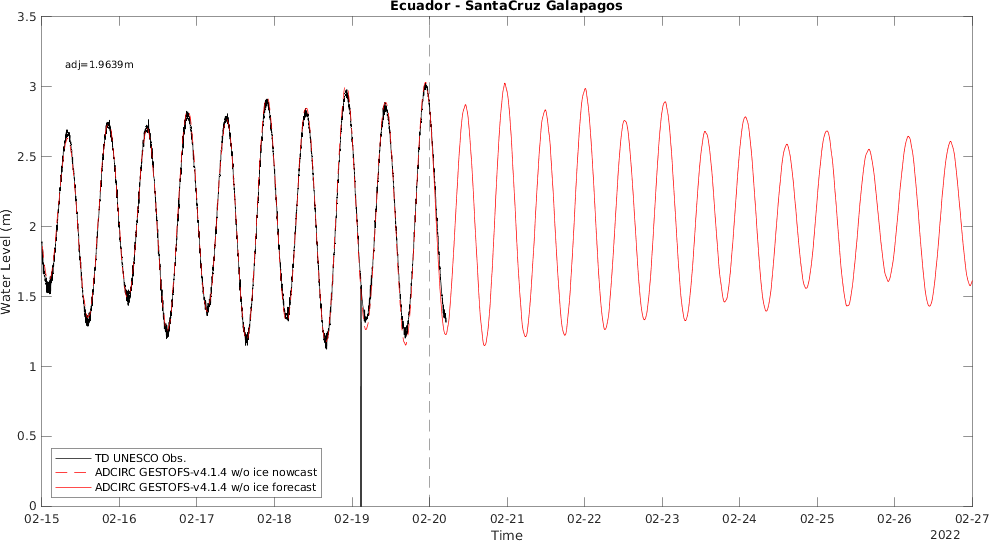 Ecuador - SantaCruz Galapagos
adj=1.9639m
3.5
3
2.5
2
1.5
1
0.5
0
Water Level (m)
TD UNESCO Obs.
ADCIRC GESTOFS-v4.1.4 w/o ice nowcast
ADCIRC GESTOFS-v4.1.4 w/o ice forecast
02-15 02-16 02-17 02-18 02-19 02-20 02-21 02-22 02-23 02-24 02-25 02-26 02-27
Time
2022